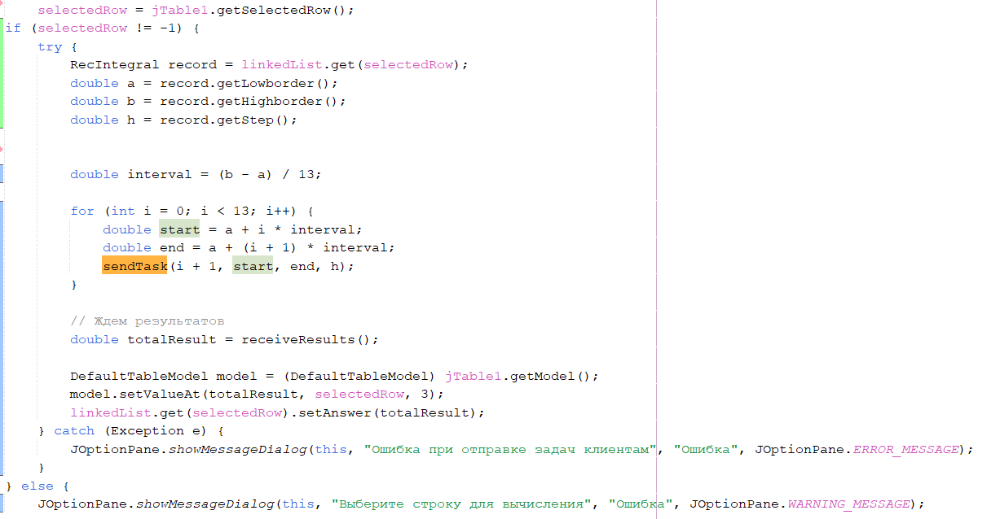 selectedRow = jTable1.getSelectedRow();
if (selectedRow != -1) {
try {
RecIntegral record = linkedList.get(selectedRow);
double a = record.getLowborder();
double b = record.getHighborder();
double h = record.getStep();
double interval = (b - a) / 13;
for (int i = 0; i < 13; i++) {
double start = a + i * interval;
double end = a + (i + 1) * interval;
sendTask(i + 1, start, end, h);
}
// Ждем результатов
double totalResult = receiveResults();
DefaultTableModel model = (DefaultTableModel) jTable1.getModel();
model.setValueAt(totalResult, selectedRow, 3);
linkedList.get(selectedRow).setAnswer(totalResult);
} catch (Exception e) {
JOptionPane.showMessageDialog(this, "Ошибка при отправке задач клиентам", "Ошибка", JOptionPane.ERROR_MESSAGE);
}
} else {
JOptionPane.showMessageDialog(this, "Выберите строку для вычисления", "Ошибка", JOptionPane.WARNING_MESSAGE);